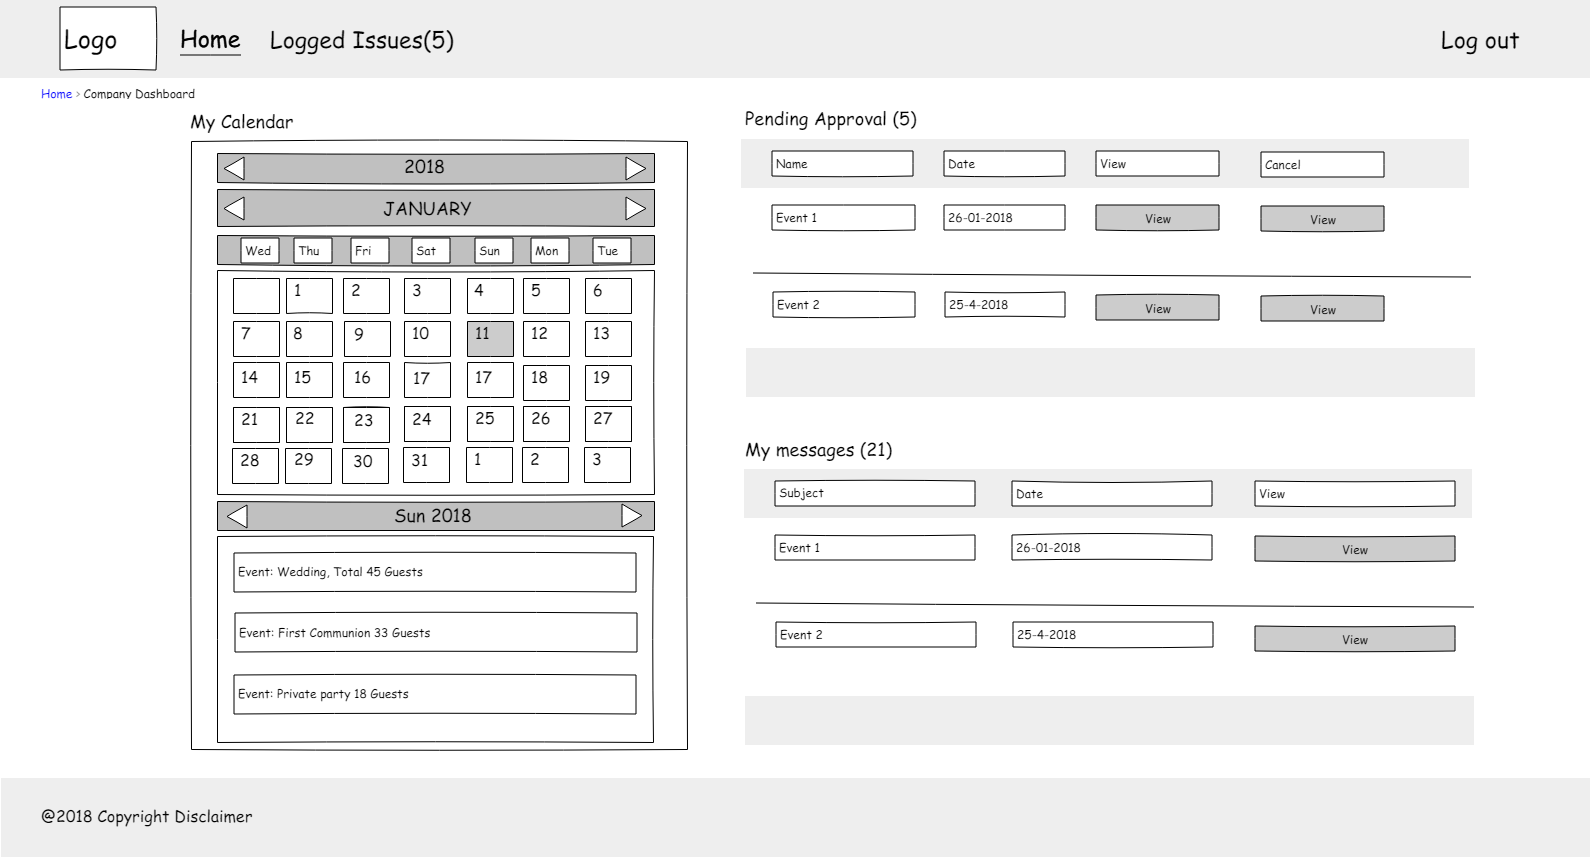 Logo Home Logged Issues(5) Log out
Home > Company Dashboard
My Calendar
2018
JANUARY
Wed Thu Fri Sat Sun Mon Tue
1 2 3 4 5 6
7 8 9 10 11 12 13
14 15 16 17 17 18 19
21 22 23 24 25 26 27
28 29 30 31 1 2 3
Sun 2018
Event: Wedding, Total 45 Guests
Event: First Communion 33 Guests
Event: Private party 18 Guests
Pending Approval (5)
Name Date View Cancel
Event 1 26-01-2018 View View
Event 2 25-4-2018 View View
My messages (21)
Subject Date View
Event 1 26-01-2018 View
Event 2 25-4-2018 View
@2018 Copyright Disclaimer